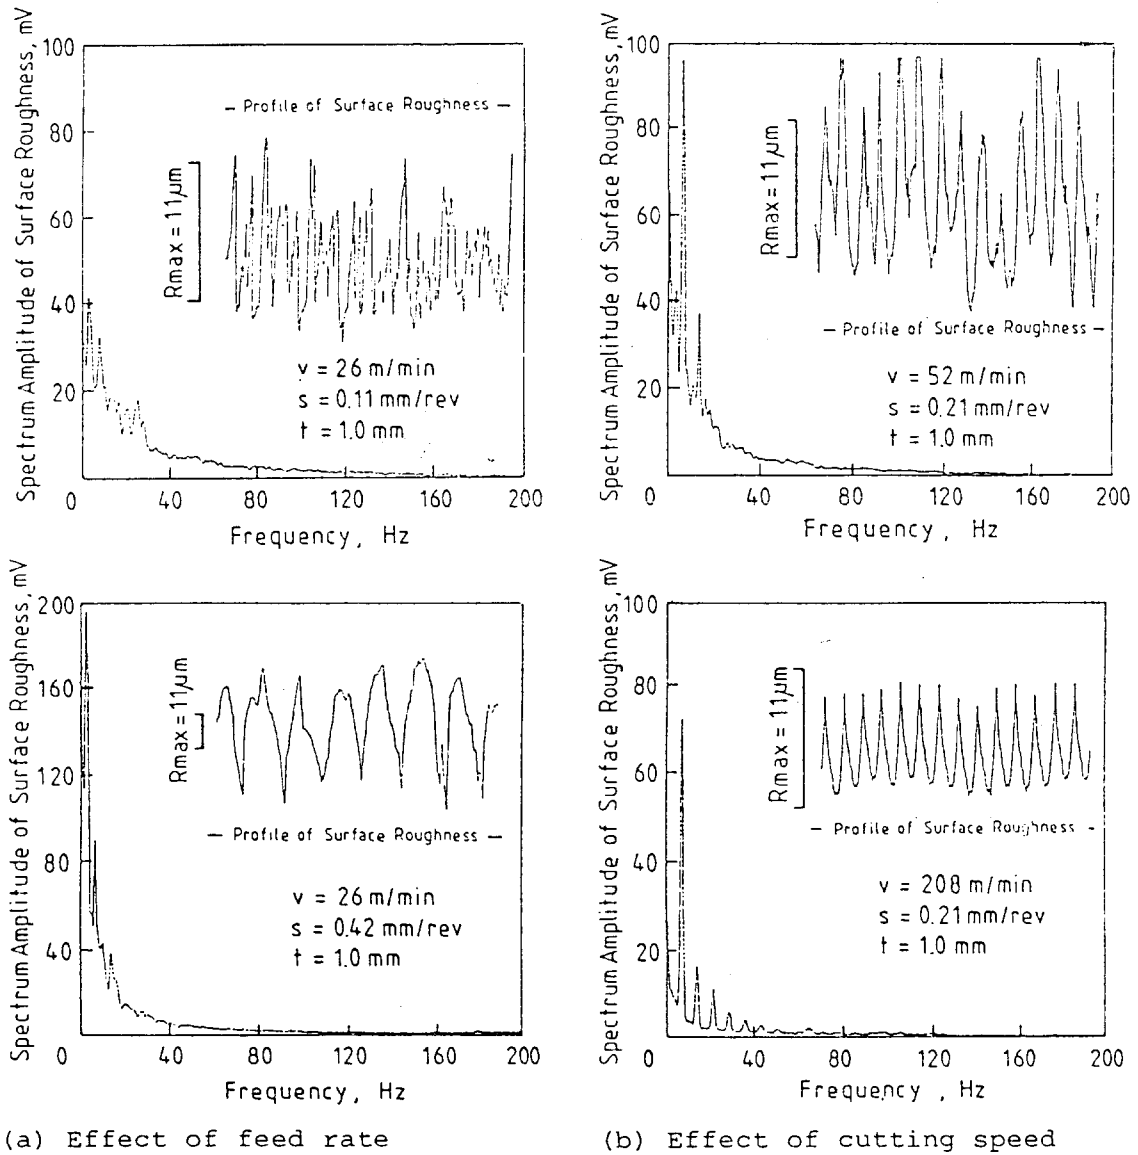 Spectrum Amplitude of Surface Roughness, mV
100
80
60
40
20
0
40
80
120
160
200
Frequency, Hz
— Profile of Surface Roughness —
Rmax = 11µm
v = 26 m/min
s = 0.11 mm/rev
t = 1.0 mm
Spectrum Amplitude of Surface Roughness, mV
100
80
60
40
20
0
40
80
120
160
200
Frequency, Hz
Rmax = 11µm
— Profile of Surface Roughness —
v = 52 m/min
s = 0.21 mm/rev
t = 1.0 mm
Spectrum Amplitude of Surface Roughness, mV
200
160
120
80
40
0
40
80
120
160
200
Frequency, Hz
Rmax = 11µm
— Profile of Surface Roughness —
v = 26 m/min
s = 0.42 mm/rev
t = 1.0 mm
Spectrum Amplitude of Surface Roughness, mV
100
80
60
40
20
0
40
80
120
160
200
Frequency, Hz
Rmax = 11µm
— Profile of Surface Roughness -
v = 208 m/min
s = 0.21 mm/rev
t = 1.0 mm
(a) Effect of feed rate
(b) Effect of cutting speed